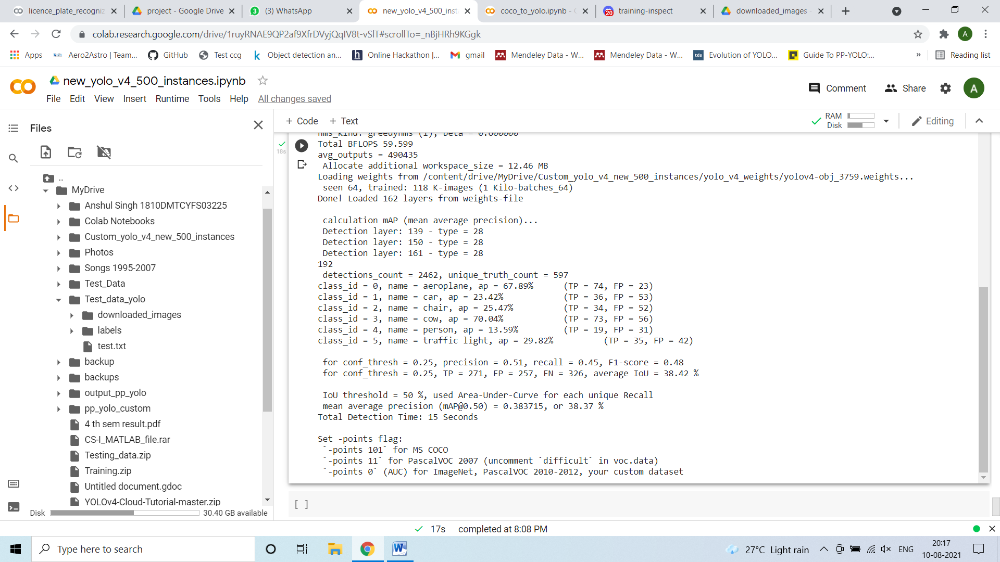 licence_plate_recogniz
project - Google Drive
(3) WhatsApp
new_yolo_v4_500_inst
coco_to_yolo.ipynb - C
20
training-inspect
downloaded_images -
colab.research.google.com/drive/1ruyRNAE9QP2af9XfrDVyjQqIV8t-vSlT#scrollTo=_nBjHRh9KGgk
A
Apps
Aero2Astro | Team...
GitHub
Test ccg
Object detection an...
Online Hackathon |...
gmail
Mendeley Data - W...
Mendeley Data - W...
tds
Evolution of YOLO...
Guide To PP-YOLO:...
»
Reading list
new_yolo_v4_500_instances.ipynb
Comment
Share
A
File Edit View Insert Runtime Tools Help All changes saved
Files
+ Code + Text
RAM
Disk
Editing
..
MyDrive
Anshul Singh 1810DMTCYFS03225
Colab Notebooks
Custom_yolo_v4_new_500_instances
Photos
Songs 1995-2007
Test_Data
Test_data_yolo
downloaded_images
labels
test.txt
backup
backups
output_pp_yolo
pp_yolo_custom
4 th sem result.pdf
CS-I_MATLAB_file.rar
Testing_data.zip
Training.zip
Untitled document.gdoc
YOLOv4-Cloud-Tutorial-master.zip
Disk 30.40 GB available
18s
nms_kind: greedynms (1), beta = 0.600000
Total BFLOPS 59.599
avg_outputs = 490435
Allocate additional workspace_size = 12.46 MB
Loading weights from /content/drive/MyDrive/Custom_yolo_v4_new_500_instances/yolo_v4_weights/yolov4-obj_3759.weights...
seen 64, trained: 118 K-images (1 Kilo-batches_64)
Done! Loaded 162 layers from weights-file
calculation mAP (mean average precision)...
Detection layer: 139 - type = 28
Detection layer: 150 - type = 28
Detection layer: 161 - type = 28
192
detections_count = 2462, unique_truth_count = 597
class_id = 0, name = aeroplane, ap = 67.89% (TP = 74, FP = 23)
class_id = 1, name = car, ap = 23.42% (TP = 36, FP = 53)
class_id = 2, name = chair, ap = 25.47% (TP = 34, FP = 52)
class_id = 3, name = cow, ap = 70.04% (TP = 73, FP = 56)
class_id = 4, name = person, ap = 13.59% (TP = 19, FP = 31)
class_id = 5, name = traffic light, ap = 29.82% (TP = 35, FP = 42)
for conf_thresh = 0.25, precision = 0.51, recall = 0.45, F1-score = 0.48
for conf_thresh = 0.25, TP = 271, FP = 257, FN = 326, average IoU = 38.42 %
IoU threshold = 50 %, used Area-Under-Curve for each unique Recall
mean average precision (mAP@0.50) = 0.383715, or 38.37 %
Total Detection Time: 15 Seconds
Set -points flag:
`-points 101` for MS COCO
`-points 11` for PascalVOC 2007 (uncomment `difficult` in voc.data)
`-points 0` (AUC) for ImageNet, PascalVOC 2010-2012, your custom dataset
[ ]
17s completed at 8:08 PM
Type here to search
27°C Light rain
ENG
20:17
10-08-2021